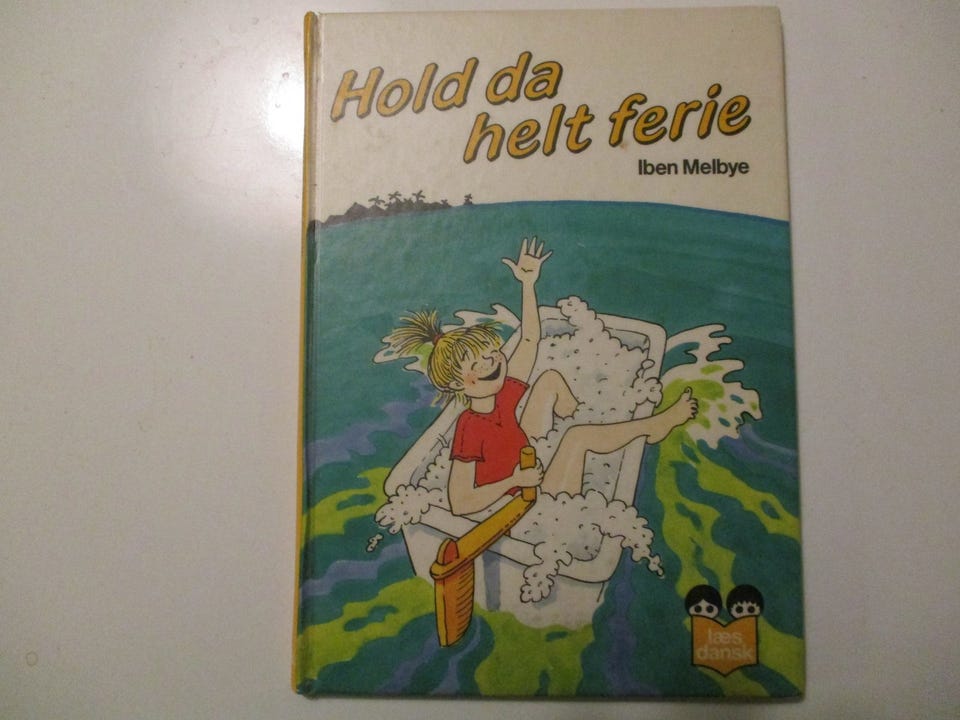 Hold da
helt ferie
Iben Melbye
læs
dansk